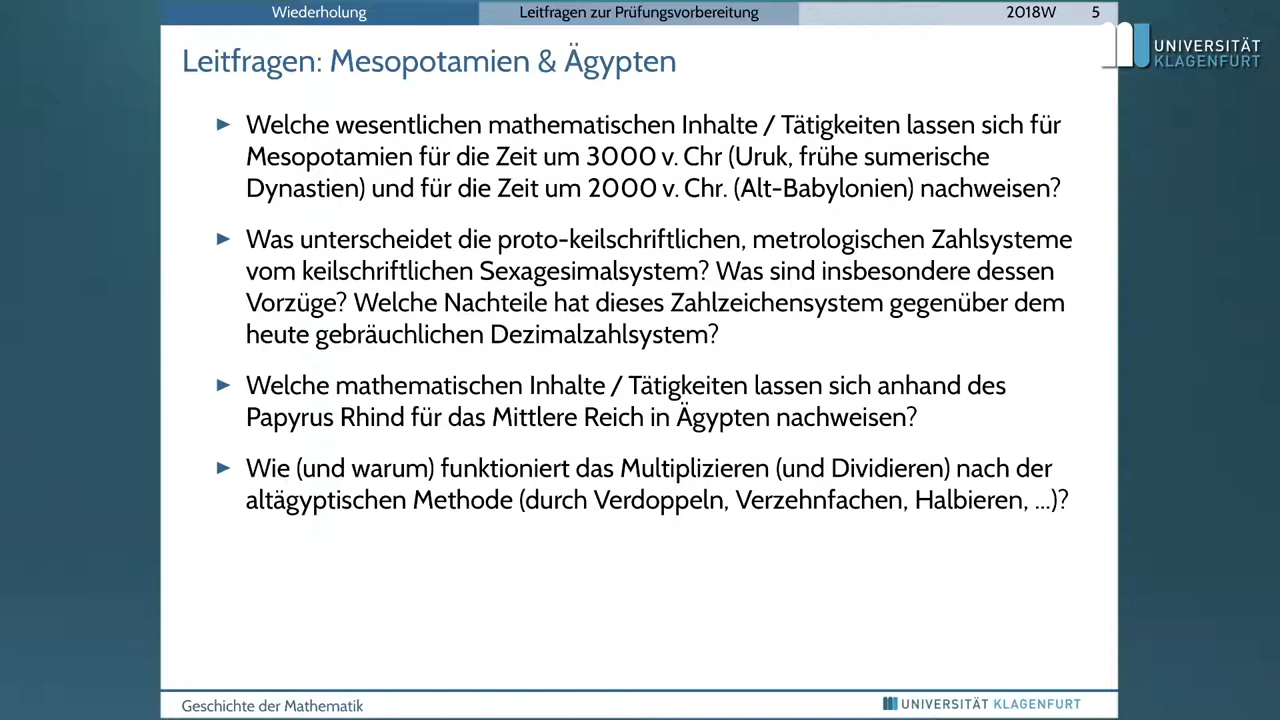 Wiederholung Leitfragen zur Prüfungsvorbereitung 2018W 5
UNIVERSITÄT
KLAGENFURT
Leitfragen: Mesopotamien & Ägypten
► Welche wesentlichen mathematischen Inhalte / Tätigkeiten lassen sich für
Mesopotamien für die Zeit um 3000 v. Chr (Uruk, frühe sumerische
Dynastien) und für die Zeit um 2000 v. Chr. (Alt-Babylonien) nachweisen?
► Was unterscheidet die proto-keilschriftlichen, metrologischen Zahlsysteme
vom keilschriftlichen Sexagesimalsystem? Was sind insbesondere dessen
Vorzüge? Welche Nachteile hat dieses Zahlzeichensystem gegenüber dem
heute gebräuchlichen Dezimalzahlsystem?
► Welche mathematischen Inhalte / Tätigkeiten lassen sich anhand des
Papyrus Rhind für das Mittlere Reich in Ägypten nachweisen?
► Wie (und warum) funktioniert das Multiplizieren (und Dividieren) nach der
altägyptischen Methode (durch Verdoppeln, Verzehnfachen, Halbieren, ...)?
Geschichte der Mathematik UNIVERSITÄT KLAGENFURT